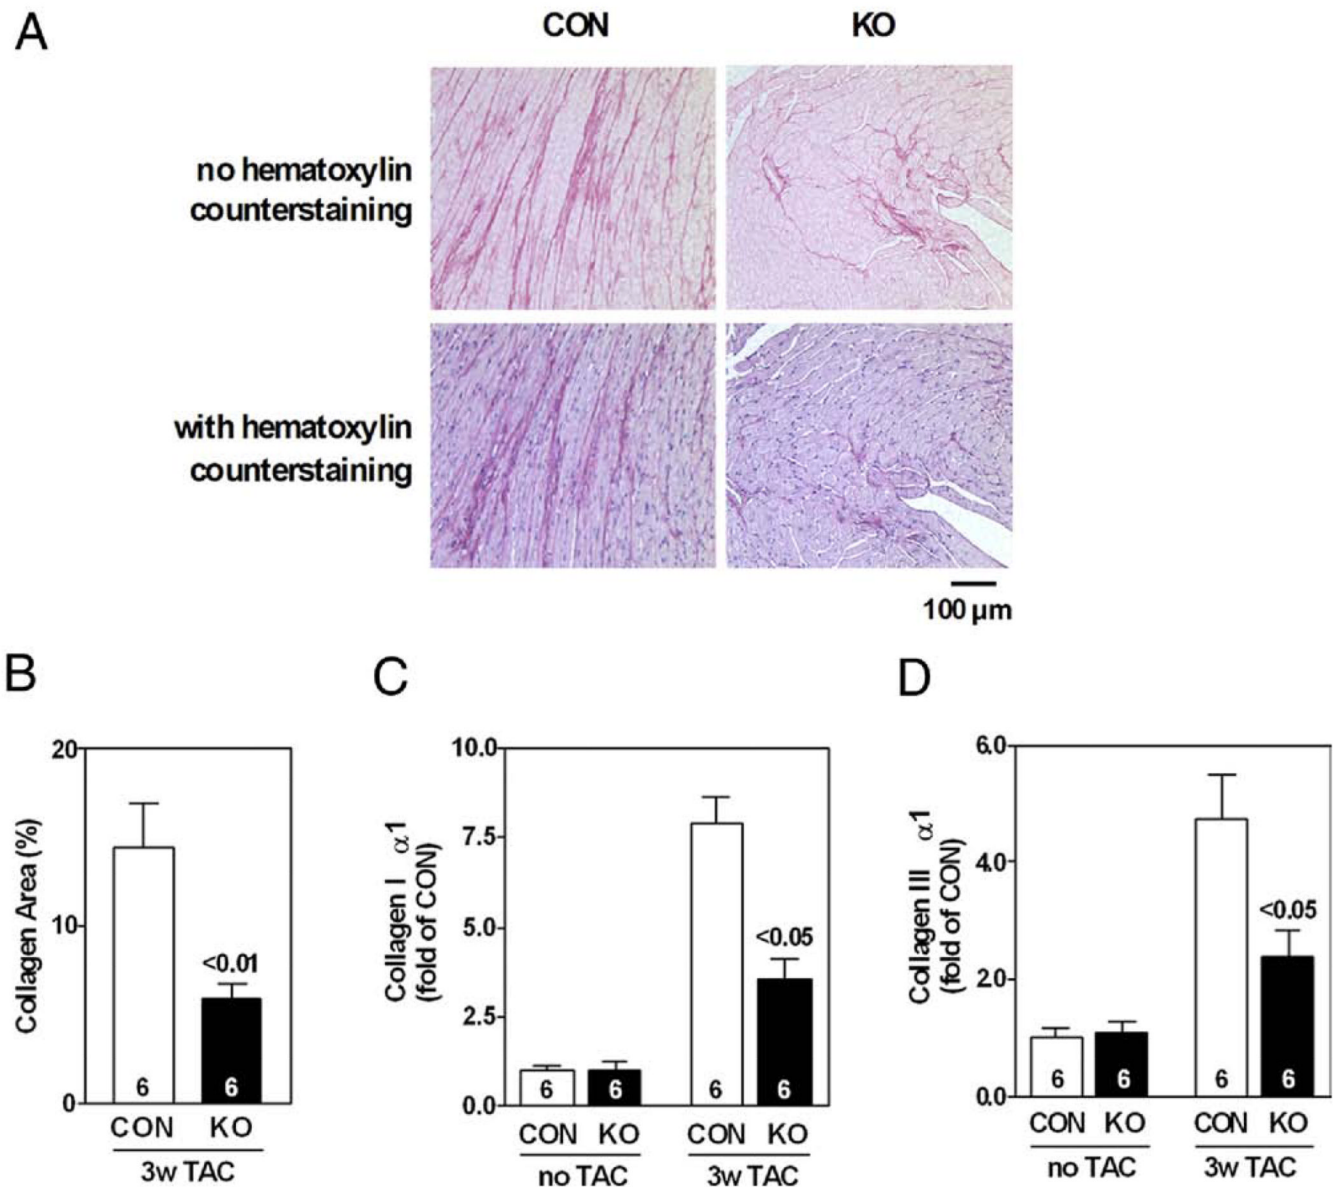 A
CON KO
no hematoxylin
counterstaining
with hematoxylin
counterstaining
100 µm
B
20
10
0
Collagen Area (%)
<0.01
6 6
CON KO
3w TAC
C
10.0
7.5
5.0
2.5
0.0
Collagen I α1
(fold of CON)
<0.05
6 6 6 6
CON KO CON KO
no TAC 3w TAC
D
6.0
4.0
2.0
0.0
Collagen III α1
(fold of CON)
<0.05
6 6 6 6
CON KO CON KO
no TAC 3w TAC